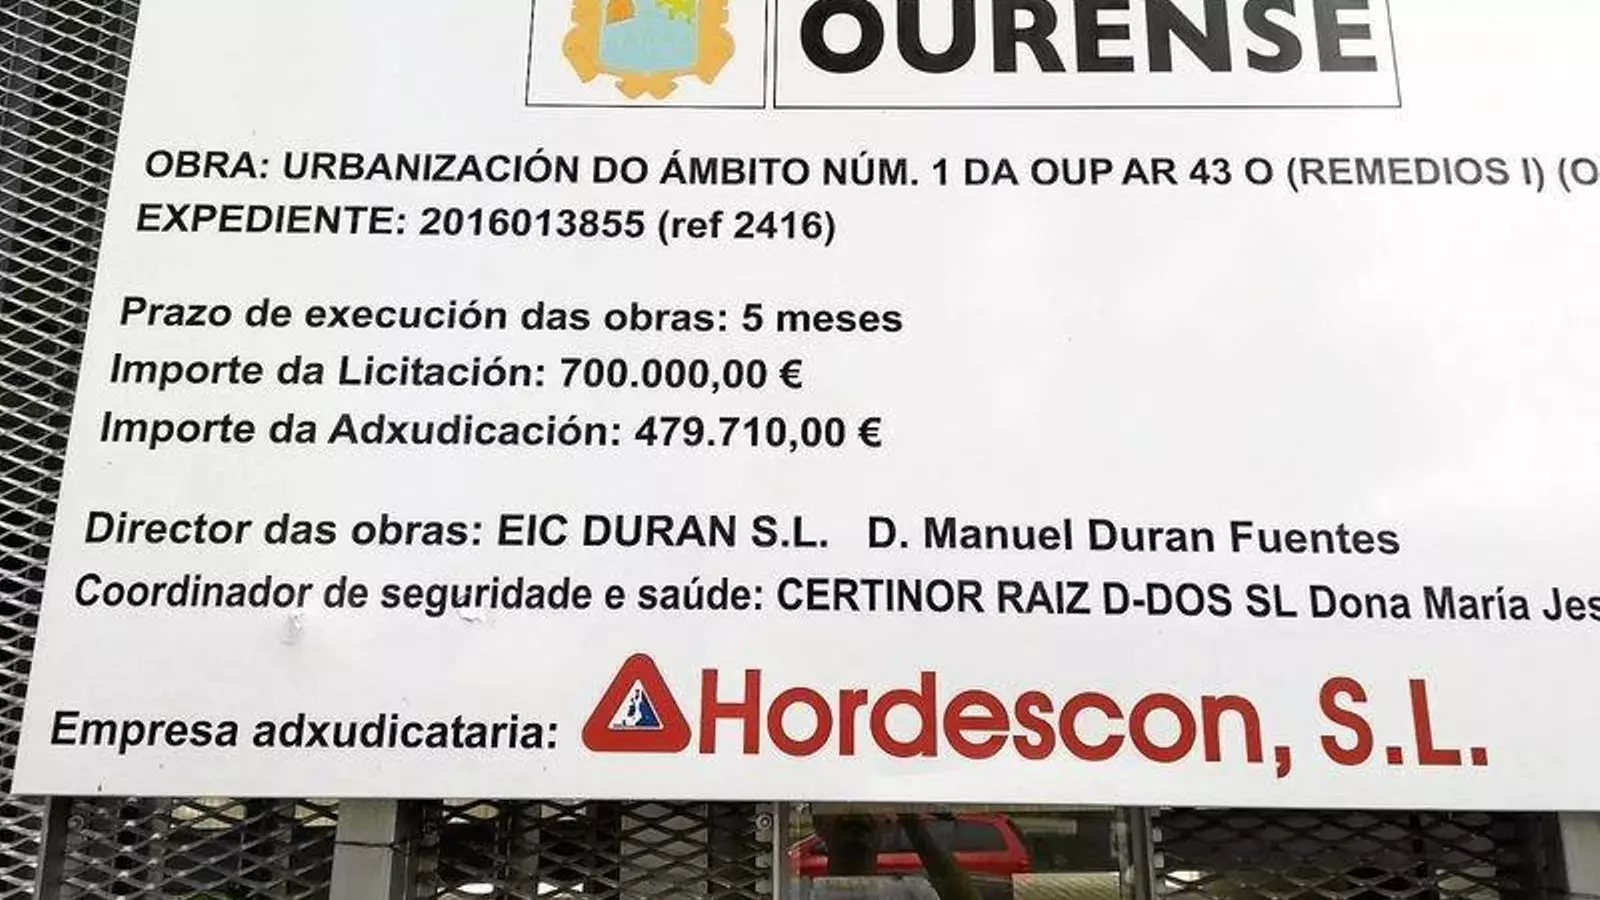 OURENSE
OBRA: URBANIZACIÓN DO ÁMBITO NÚM. 1 DA OUP AR 43 O (REMEDIOS I) (O
EXPEDIENTE: 2016013855 (ref 2416)
Prazo de execución das obras: 5 meses
Importe da Licitación: 700.000,00 €
Importe da Adxudicación: 479.710,00 €
Director das obras: EIC DURAN S.L. D. Manuel Duran Fuentes
Coordinador de seguridade e saúde: CERTINOR RAIZ D-DOS SL Dona María Jes
Empresa adxudicataria: Hordescon, S.L.